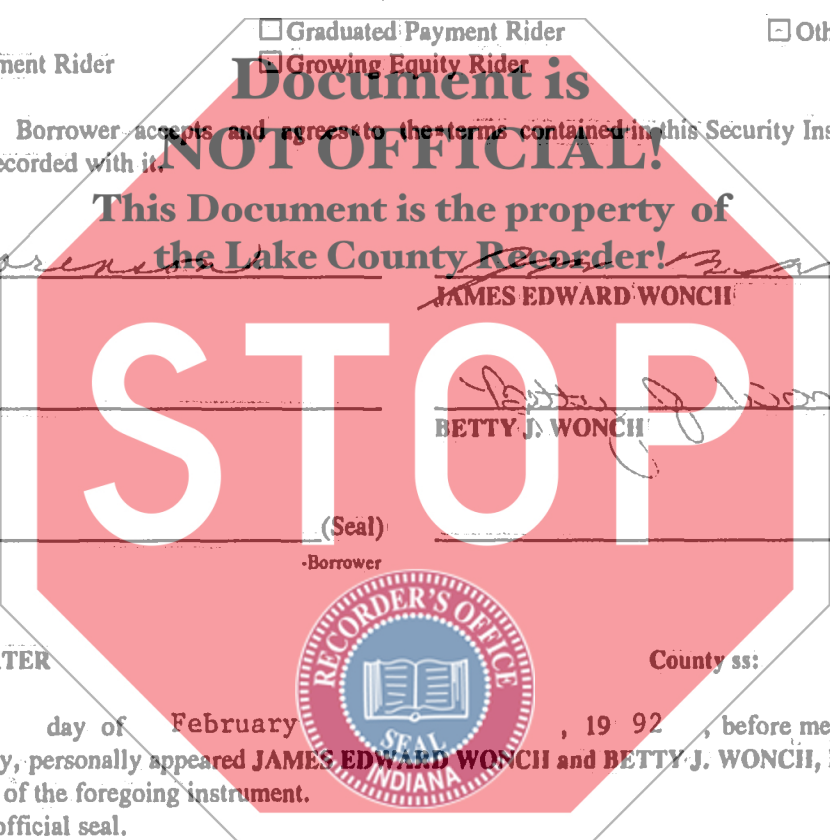 Graduated Payment Rider
ment Rider
Growing Equity Rider
Document is
Borrower accepts and agrees to the terms contained in this Security Ins
NOT OFFICIAL!
ecorded with it.
This Document is the property of
the Lake County Recorder!
JAMES EDWARD WONCH
STOP
Betty J.
BETTY J. WONCH
(Seal)
-Borrower
RECORDER'S OFFICE
TER County ss:
day of February , 19 92 , before me
SEAL
y, personally appeared JAMES EDWARD WONCH and BETTY J. WONCH,
INDIANA
of the foregoing instrument.
official seal.